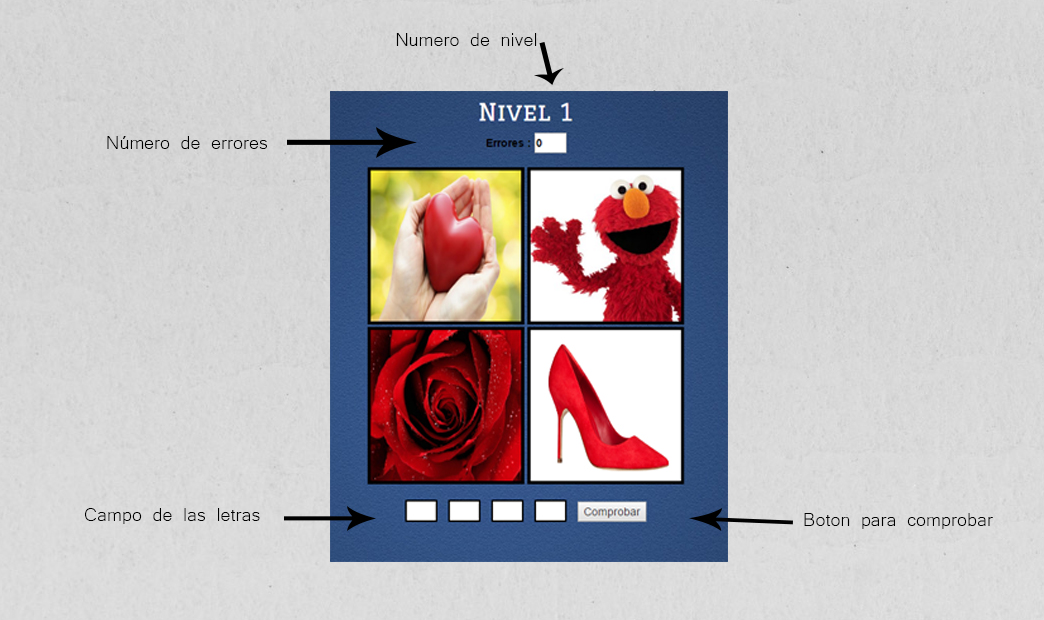 Numero de nivel
NIVEL 1
Número de errores
Errores : 0
Campo de las letras
Comprobar
Boton para comprobar